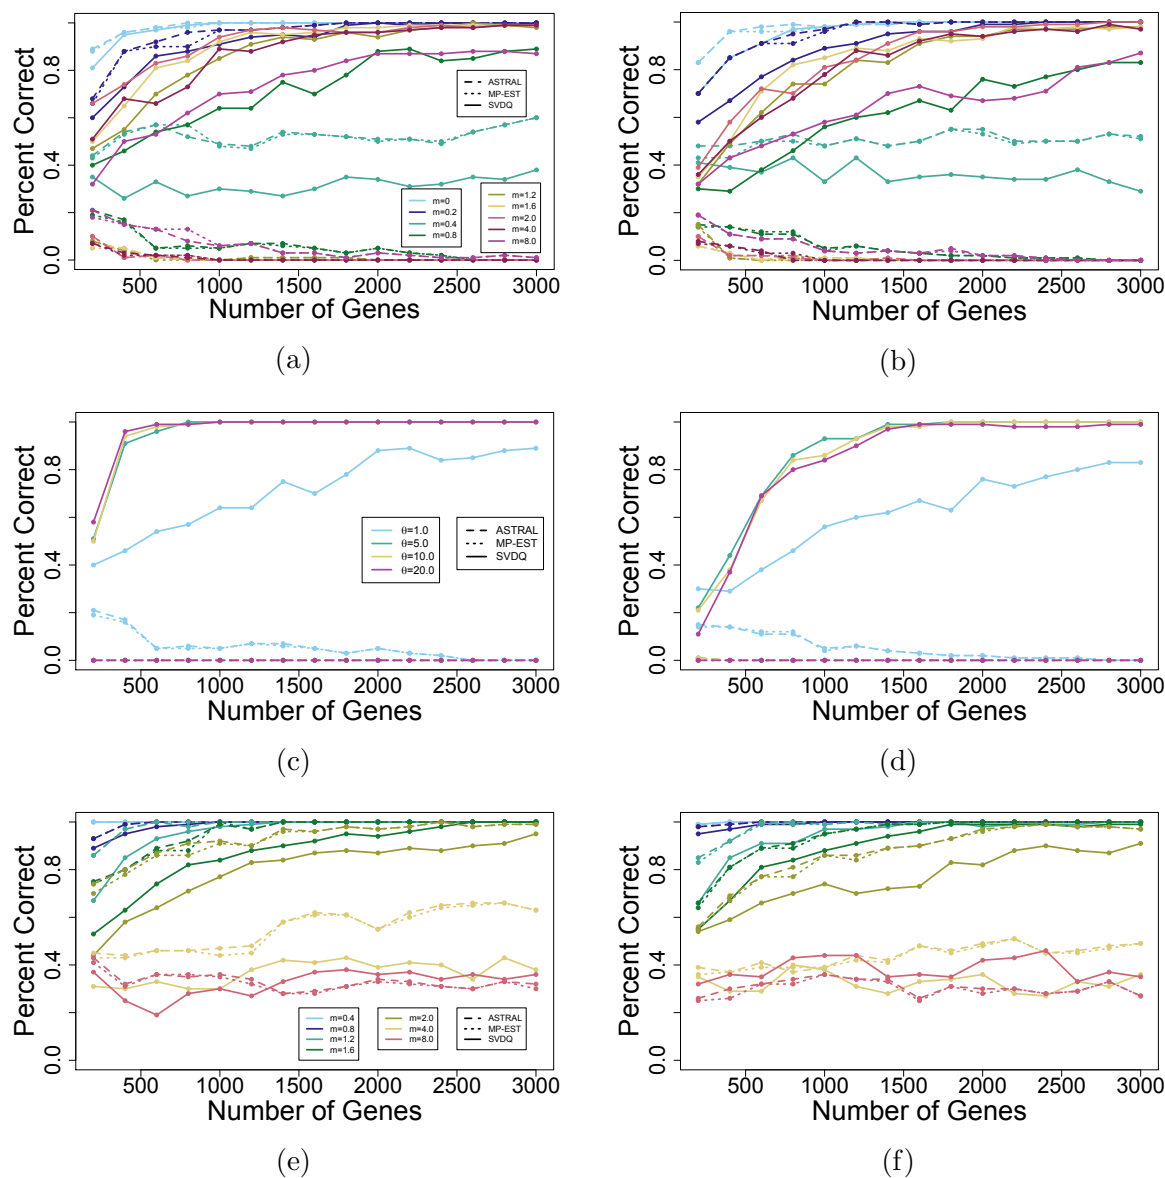 Percent Correct
0.0 0.4 0.8
ASTRAL
MP-EST
SVDQ
m=0
m=0.2
m=0.4
m=0.8
m=1.2
m=1.6
m=2.0
m=4.0
m=8.0
500 1000 1500 2000 2500 3000
Number of Genes
(a)
Percent Correct
0.0 0.4 0.8
500 1000 1500 2000 2500 3000
Number of Genes
(b)
Percent Correct
0.0 0.4 0.8
θ=1.0
θ=5.0
θ=10.0
θ=20.0
ASTRAL
MP-EST
SVDQ
500 1000 1500 2000 2500 3000
Number of Genes
(c)
Percent Correct
0.0 0.4 0.8
500 1000 1500 2000 2500 3000
Number of Genes
(d)
Percent Correct
0.0 0.4 0.8
m=0.4
m=0.8
m=1.2
m=1.6
m=2.0
m=4.0
m=8.0
ASTRAL
MP-EST
SVDQ
500 1000 1500 2000 2500 3000
Number of Genes
(e)
Percent Correct
0.0 0.4 0.8
500 1000 1500 2000 2500 3000
Number of Genes
(f)